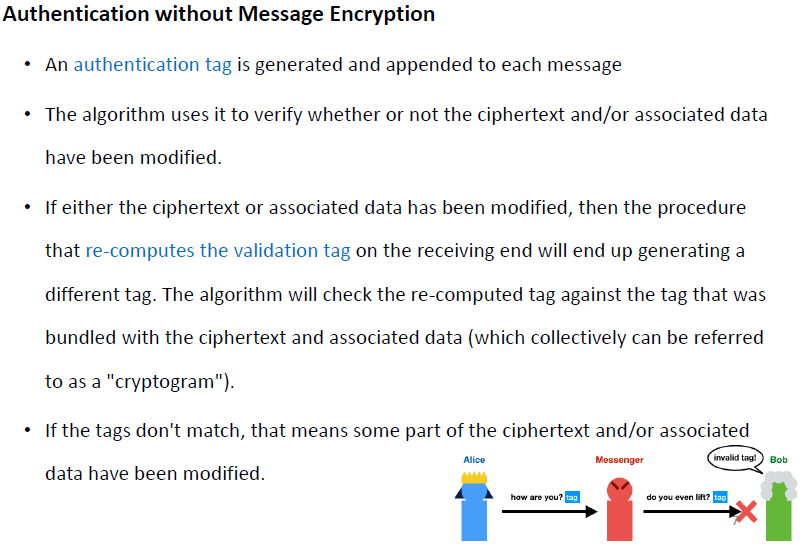 Authentication without Message Encryption
• An authentication tag is generated and appended to each message
• The algorithm uses it to verify whether or not the ciphertext and/or associated data
have been modified.
• If either the ciphertext or associated data has been modified, then the procedure
that re-computes the validation tag on the receiving end will end up generating a
different tag. The algorithm will check the re-computed tag against the tag that was
bundled with the ciphertext and associated data (which collectively can be referred
to as a "cryptogram").
• If the tags don't match, that means some part of the ciphertext and/or associated
data have been modified.
Alice
Messenger
invalid tag!
Bob
how are you? tag
do you even lift? tag